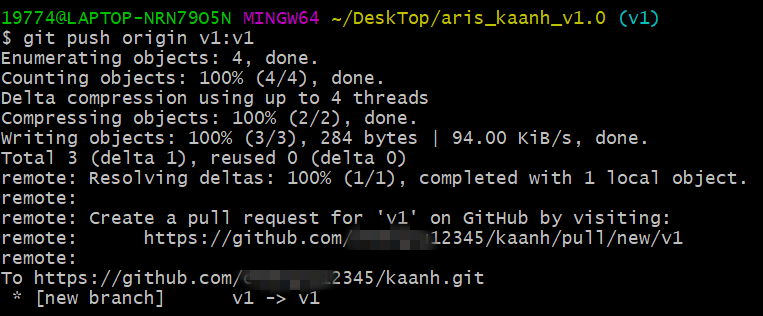 19774@LAPTOP-NRN79O5N MINGW64 ~/DeskTop/aris_kaanh_v1.0 (v1)
$ git push origin v1:v1
Enumerating objects: 4, done.
Counting objects: 100% (4/4), done.
Delta compression using up to 4 threads
Compressing objects: 100% (2/2), done.
Writing objects: 100% (3/3), 284 bytes | 94.00 KiB/s, done.
Total 3 (delta 1), reused 0 (delta 0)
remote: Resolving deltas: 100% (1/1), completed with 1 local object.
remote:
remote: Create a pull request for 'v1' on GitHub by visiting:
remote:      https://github.com/12345/kaanh/pull/new/v1
remote:
To https://github.com/12345/kaanh.git
 * [new branch]      v1 -> v1